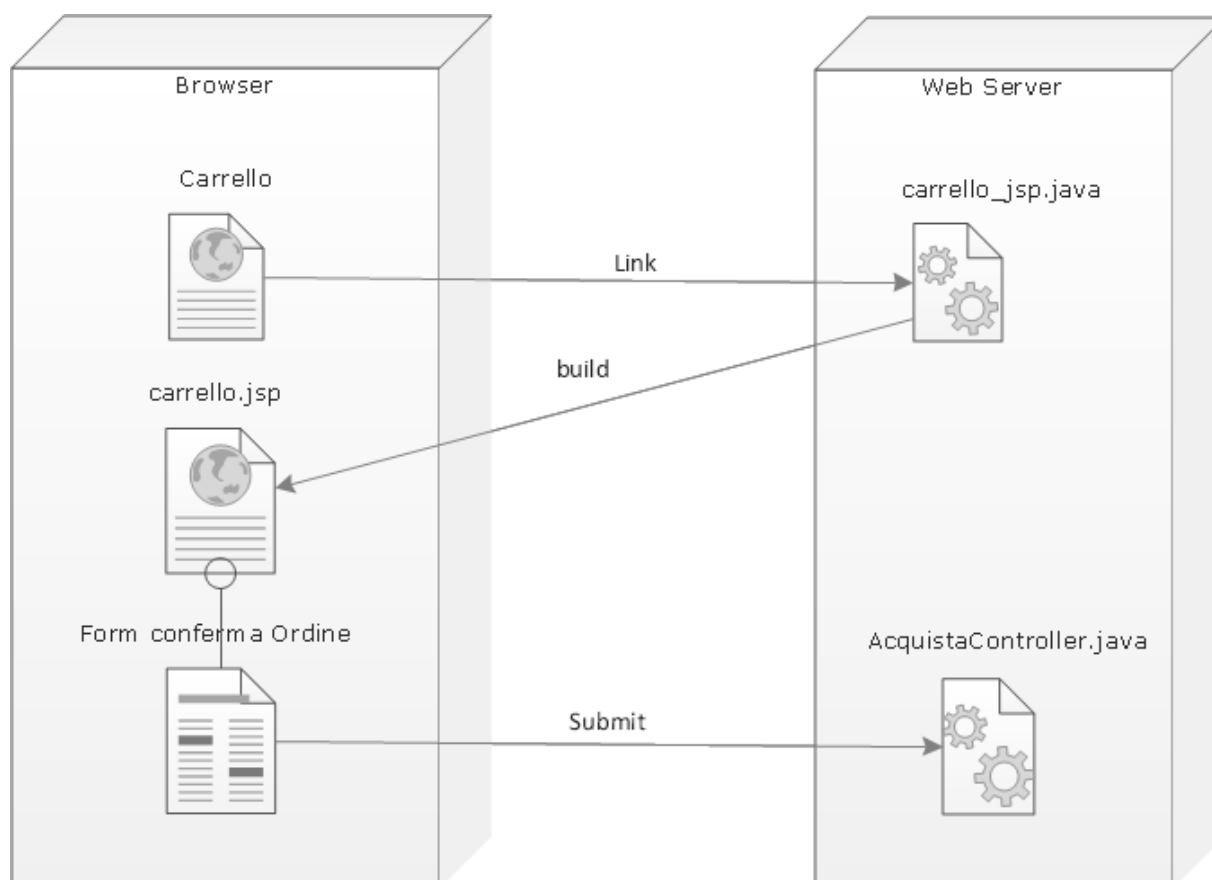 Browser
Web Server
Carrello
carrello_jsp.java
Link
build
carrello.jsp
Form conferma Ordine
AcquistaController.java
Submit